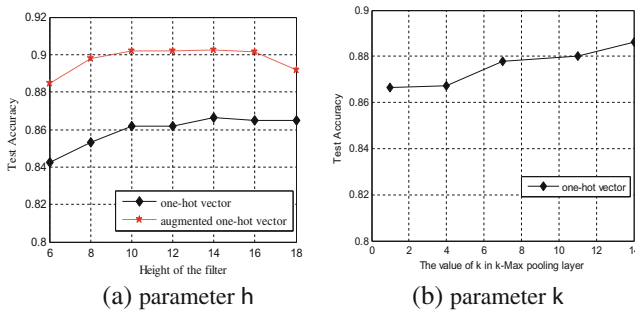 0.92
0.9
0.88
0.86
0.84
0.82
0.8
Test Accuracy
one-hot vector
augmented one-hot vector
6 8 10 12 14 16 18
Height of the filter
(a) parameter h
0.9
0.88
0.86
0.84
0.82
0.8
Test Accuracy
one-hot vector
0 2 4 6 8 10 12 14
The value of k in k-Max pooling layer
(b) parameter k